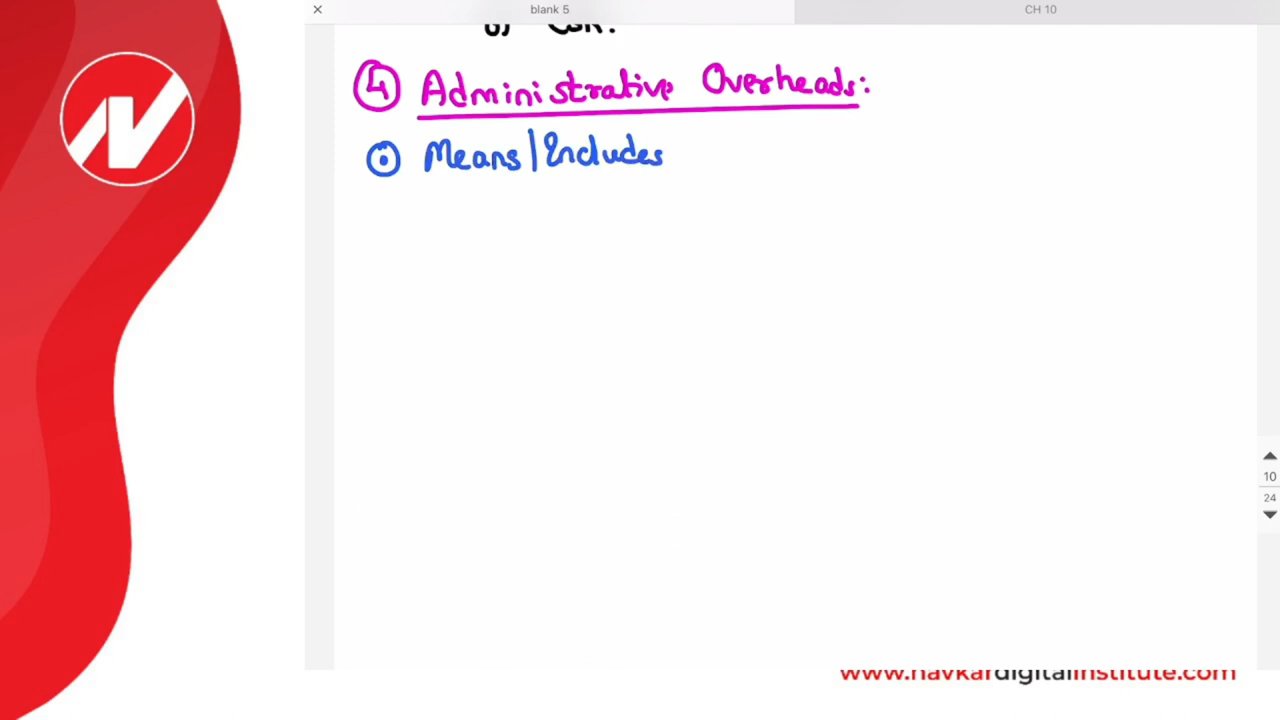 blank 5
CH 10
④ Administrative Overheads:
⊙ Means/Includes
10
24
www.navkardigitalinstitute.com